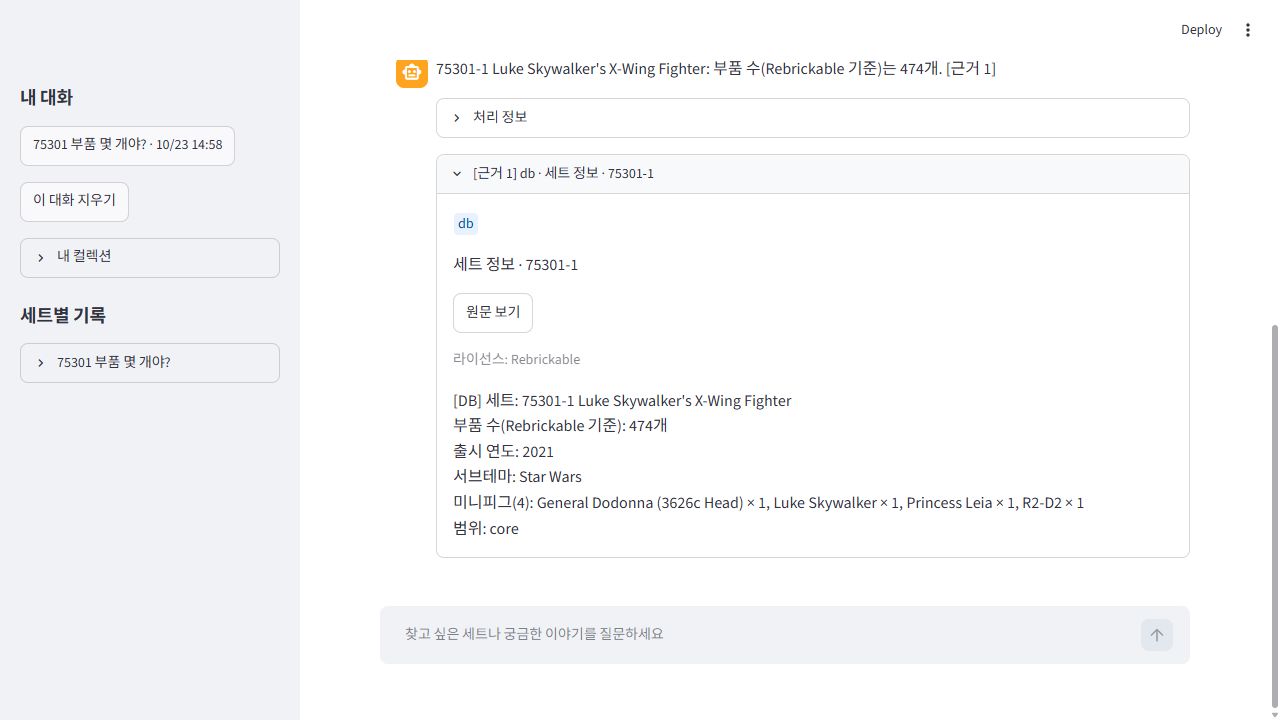 Deploy
내 대화
75301 부품 몇 개야? · 10/23 14:58
이 대화 지우기
내 컬렉션
세트별 기록
75301 부품 몇 개야?
75301-1 Luke Skywalker's X-Wing Fighter: 부품 수(Rebrickable 기준)는 474개. [근거 1]
처리 정보
[근거 1] db · 세트 정보 · 75301-1
db
세트 정보 · 75301-1
원문 보기
라이선스: Rebrickable
[DB] 세트: 75301-1 Luke Skywalker's X-Wing Fighter
부품 수(Rebrickable 기준): 474개
출시 연도: 2021
서브테마: Star Wars
미니피그(4): General Dodonna (3626c Head) × 1, Luke Skywalker × 1, Princess Leia × 1, R2-D2 × 1
범위: core
찾고 싶은 세트나 궁금한 이야기를 질문하세요